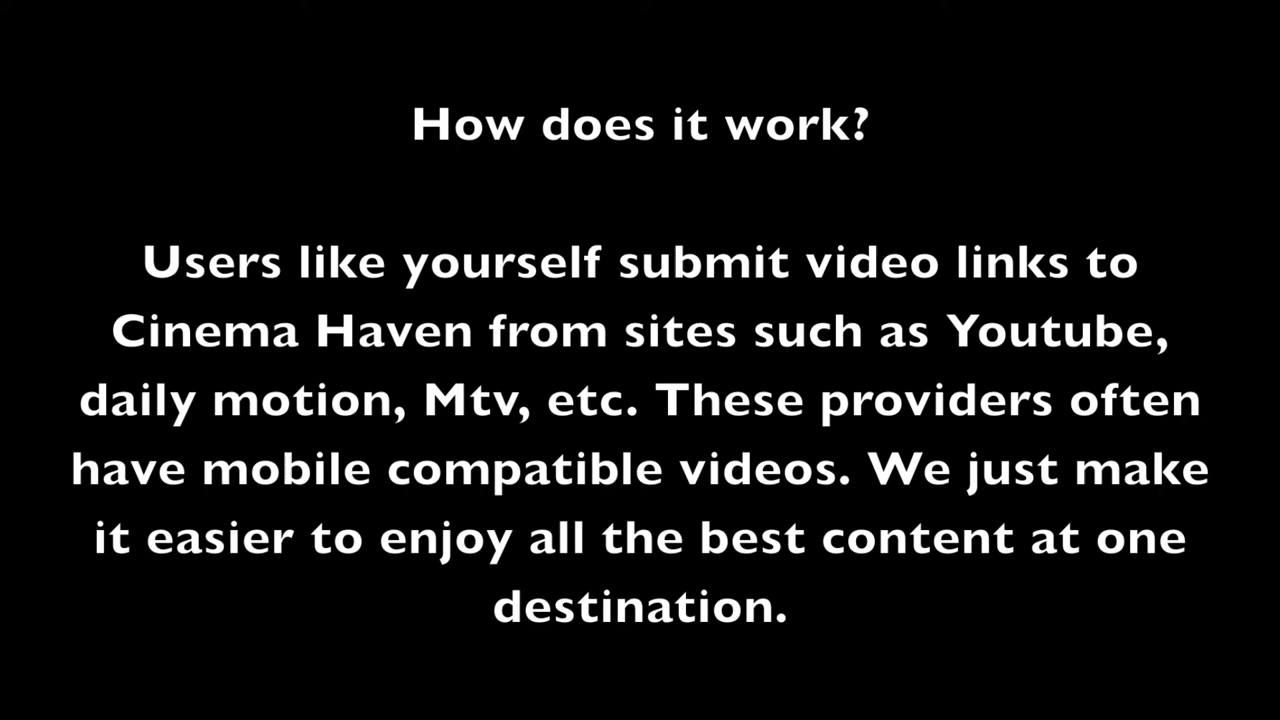 How does it work?
Users like yourself submit video links to
Cinema Haven from sites such as Youtube,
daily motion, Mtv, etc. These providers often
have mobile compatible videos. We just make
it easier to enjoy all the best content at one
destination.